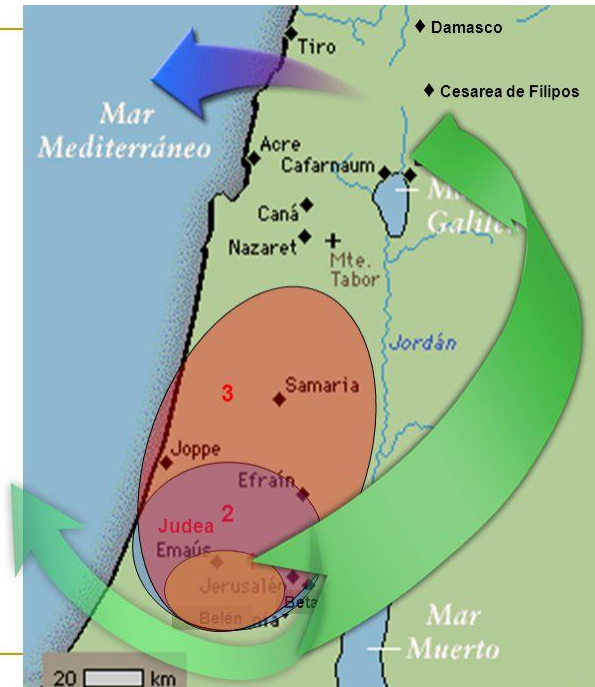 Damasco
Tiro
Cesarea de Filipos
Mar
Mediterráneo
Acre
Cafarnaum
Caná
Nazaret
Mte.
Tabor
Jordán
3
Samaria
Joppe
Efraín
2
Judea
Emaús
Jerusalén
Belén
Mar
Muerto
20 km